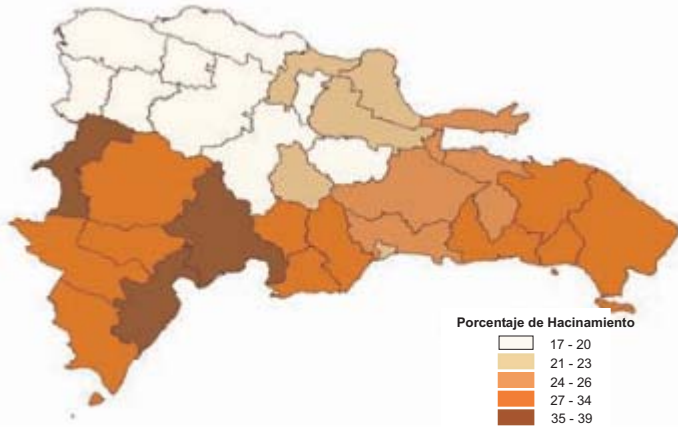 Porcentaje de Hacinamiento
17 - 20
21 - 23
24 - 26
27 - 34
35 - 39